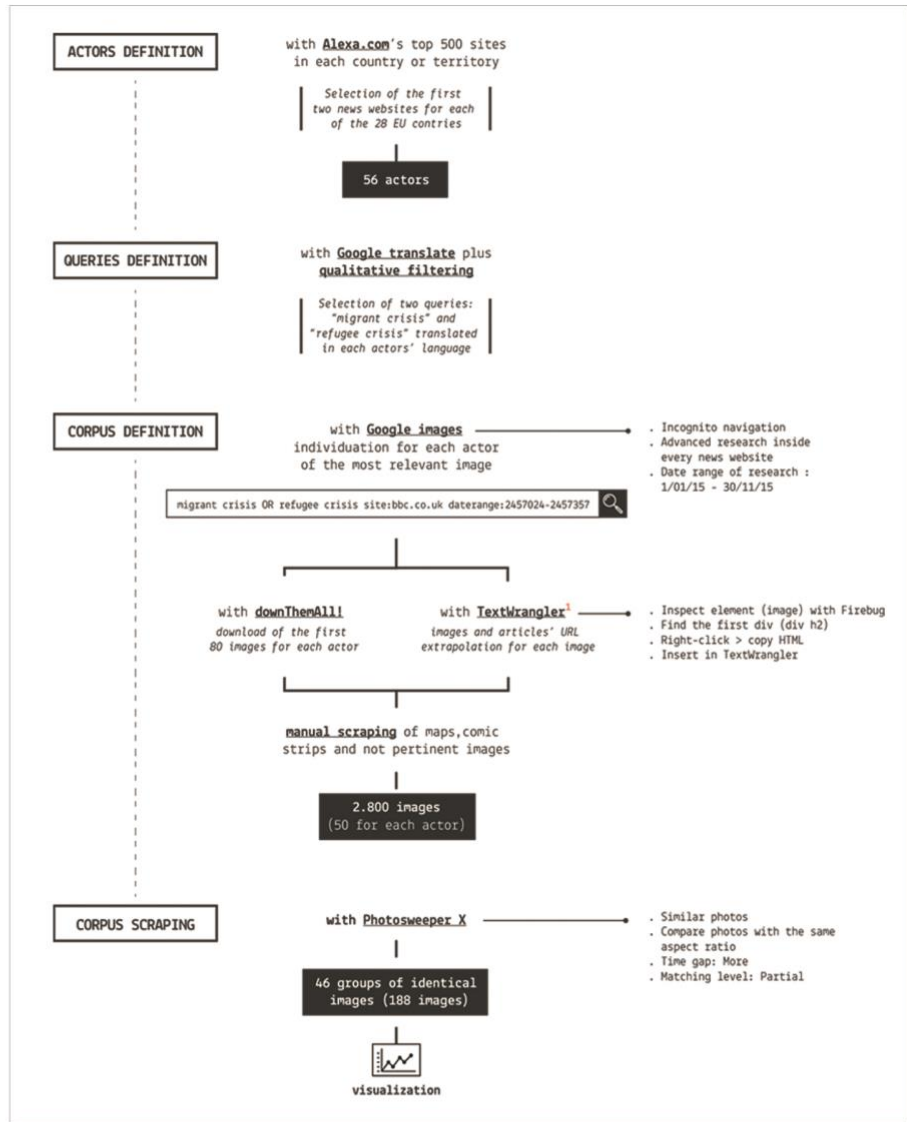 ACTORS DEFINITION
with Alexa.com's top 500 sites
in each country or territory
Selection of the first
two news websites for each
of the 28 EU contries
56 actors
QUERIES DEFINITION
with Google translate plus
qualitative filtering
Selection of two queries:
"migrant crisis" and
"refugee crisis" translated
in each actors' language
CORPUS DEFINITION
with Google images
individuation for each actor
of the most relevant image
. Incognito navigation
. Advanced research inside
every news website
. Date range of research :
1/01/15 - 30/11/15
migrant crisis OR refugee crisis site:bbc.co.uk daterange:2457024-2457357
with downThemAll!
download of the first
80 images for each actor
with TextWrangler1
images and articles' URL
extrapolation for each image
. Inspect element (image) with Firebug
. Find the first div (div h2)
. Right-click > copy HTML
. Insert in TextWrangler
manual scraping of maps,comic
strips and not pertinent images
2.800 images
(50 for each actor)
CORPUS SCRAPING
with Photosweeper X
. Similar photos
. Compare photos with the same
aspect ratio
. Time gap: More
. Matching level: Partial
46 groups of identical
images (188 images)
visualization